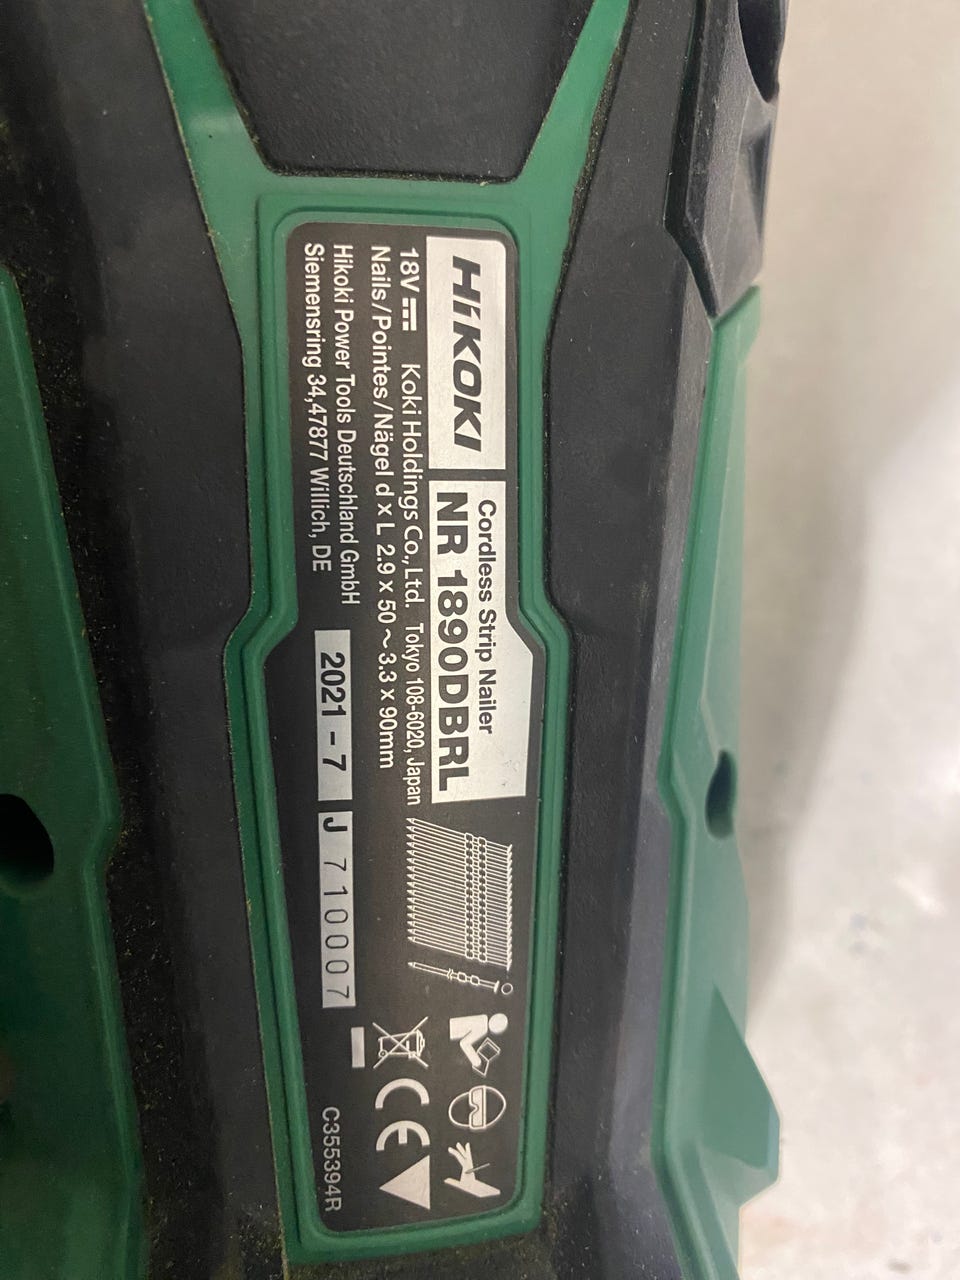 HiKOKI
Cordless Strip Nailer
NR 1890DBRL
18V Koki Holdings Co., Ltd. Tokyo 108-6020, Japan
Nails/Pointes/Nägel d x L 2.9 x 50 ~ 3.3 x 90mm
Hikoki Power Tools Deutschland GmbH
Siemensring 34,47877 Willich, DE
2021 - 7 J 710007
CE
C355394R